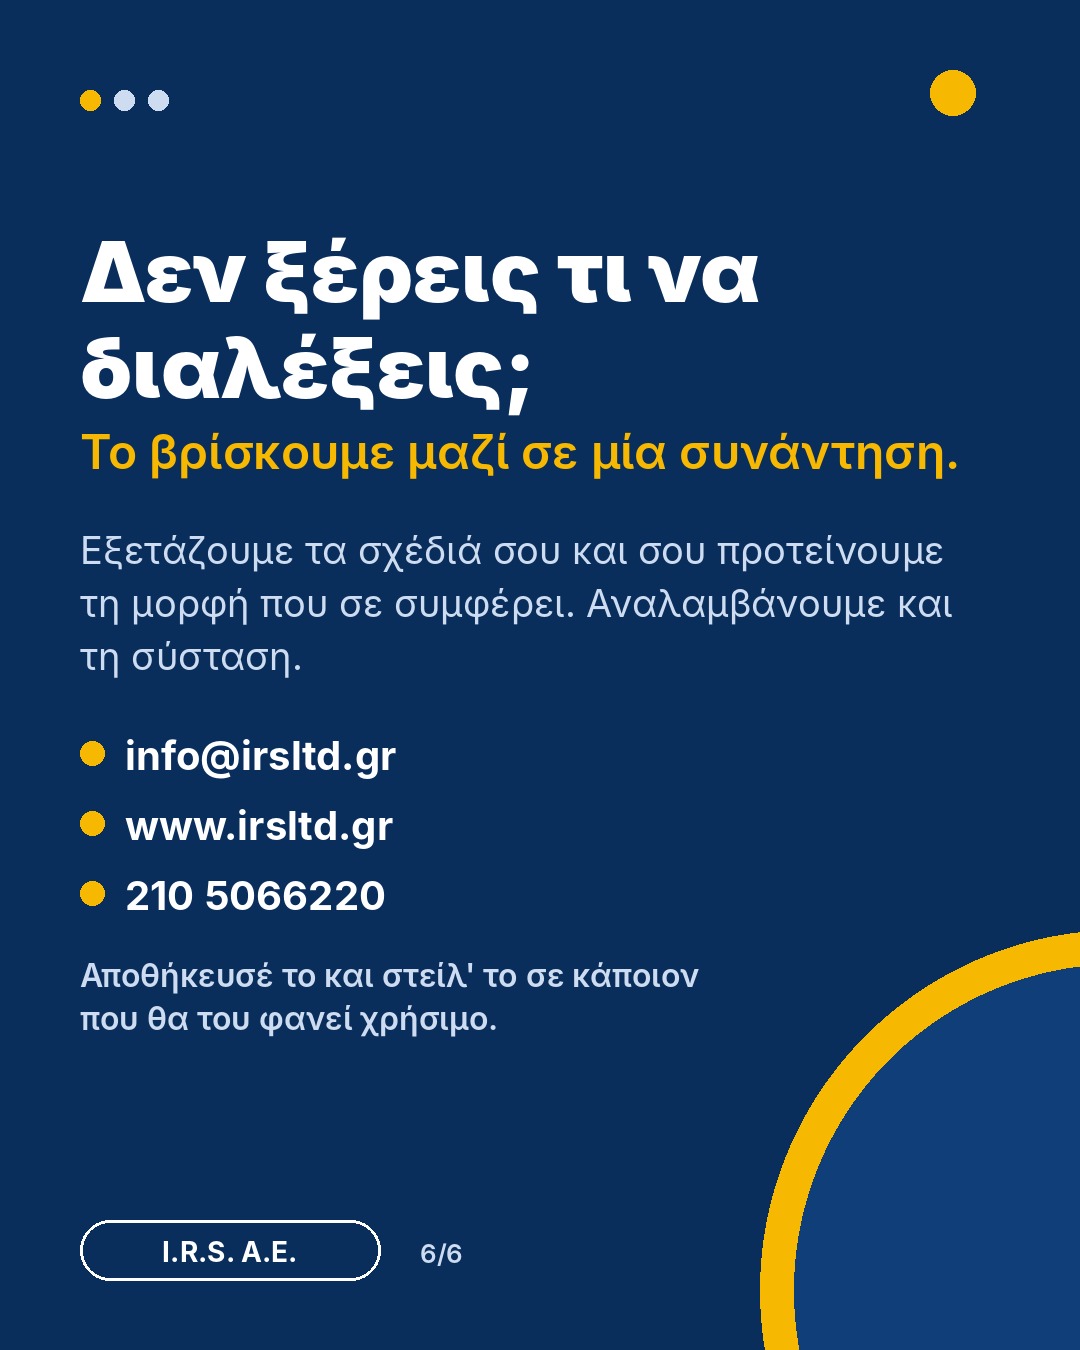 Δεν ξέρεις τι να
διαλέξεις;
Το βρίσκουμε μαζί σε μία συνάντηση.
Εξετάζουμε τα σχέδιά σου και σου προτείνουμε
τη μορφή που σε συμφέρει. Αναλαμβάνουμε και
τη σύσταση.
info@irsltd.gr
www.irsltd.gr
210 5066220
Αποθήκευσέ το και στείλ' το σε κάποιον
που θα του φανεί χρήσιμο.
I.R.S. A.E.
6/6